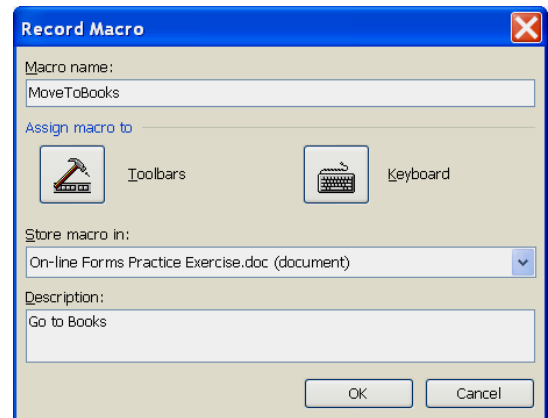 Record Macro
Macro name:
MoveToBooks
Assign macro to
Toolbars Keyboard
Store macro in:
On-line Forms Practice Exercise.doc (document)
Description:
Go to Books
OK Cancel